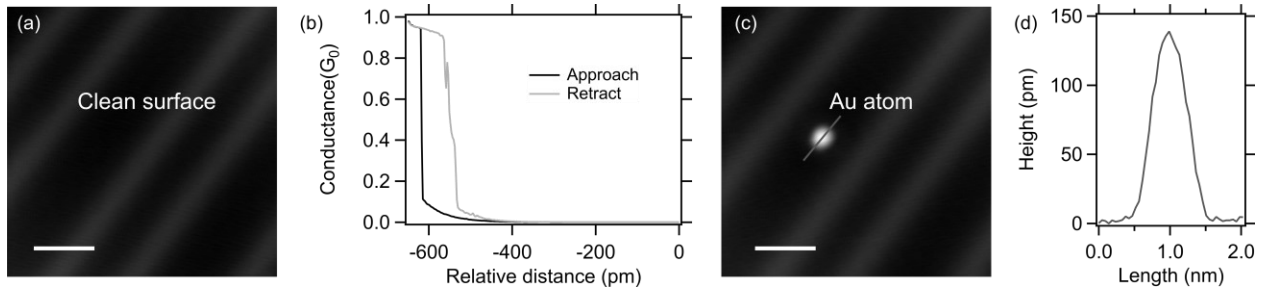 (a)
Clean surface
(b)
Conductance(G₀)
1.0
0.8
0.6
0.4
0.2
0.0
Approach
Retract
-600 -400 -200 0
Relative distance (pm)
(c)
Au atom
(d)
Height (pm)
150
100
50
0
0.0 1.0 2.0
Length (nm)